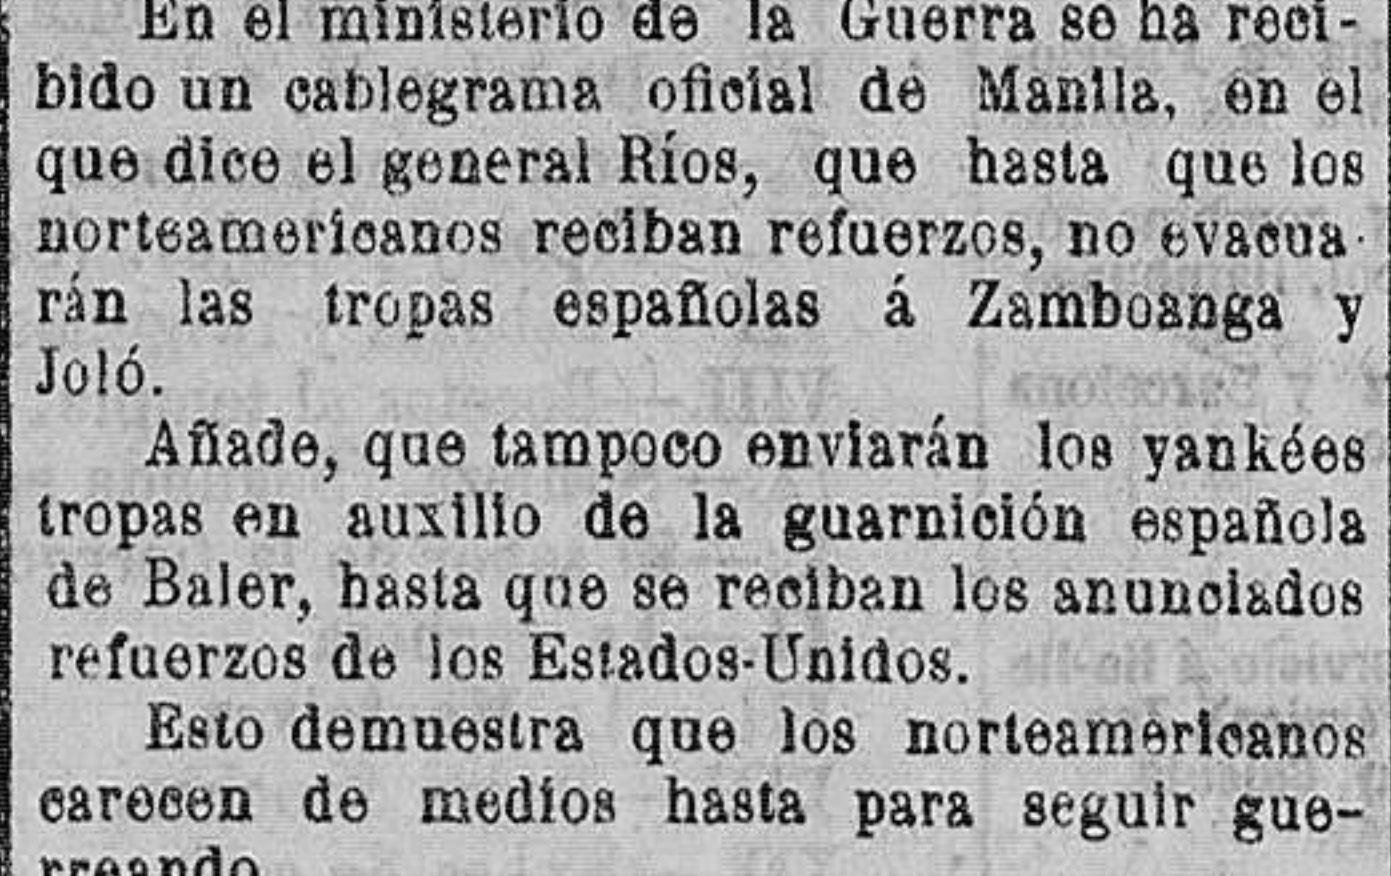 En el ministerio de la Guerra se ha reci-
bido un cablegrama oficial de Manila, en el
que dice el general Ríos, que hasta que los
norteamericanos reciban refuerzos, no evacua-
rán las tropas españolas á Zamboanga y
Joló.
Añade, que tampoco enviarán los yankées
tropas en auxilio de la guarnición española
de Baler, hasta que se reciban los anunciados
refuerzos de los Estados-Unidos.
Esto demuestra que los norteamericanos
carecen de medios hasta para seguir gue-
rreando.